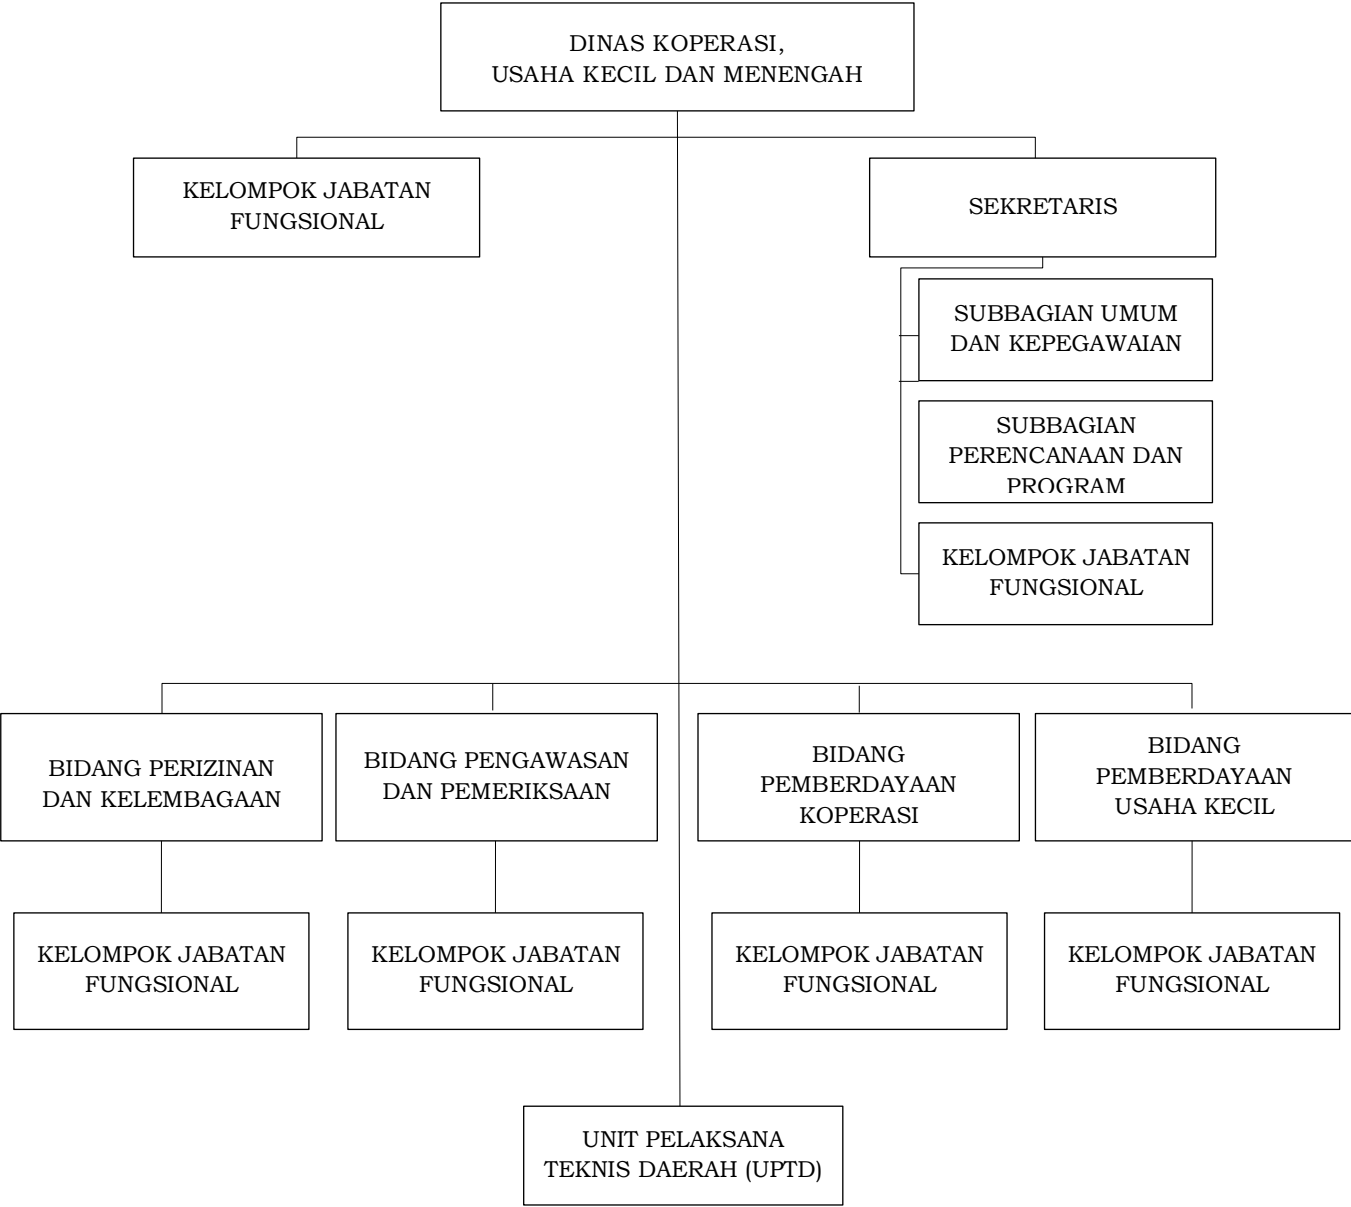 DINAS KOPERASI,
USAHA KECIL DAN MENENGAH
KELOMPOK JABATAN
FUNGSIONAL
SEKRETARIS
SUBBAGIAN UMUM
DAN KEPEGAWAIAN
SUBBAGIAN
PERENCANAAN DAN
PROGRAM
KELOMPOK JABATAN
FUNGSIONAL
BIDANG PERIZINAN
DAN KELEMBAGAAN
BIDANG PENGAWASAN
DAN PEMERIKSAAN
BIDANG
PEMBERDAYAAN
KOPERASI
BIDANG
PEMBERDAYAAN
USAHA KECIL
KELOMPOK JABATAN
FUNGSIONAL
KELOMPOK JABATAN
FUNGSIONAL
KELOMPOK JABATAN
FUNGSIONAL
KELOMPOK JABATAN
FUNGSIONAL
UNIT PELAKSANA
TEKNIS DAERAH (UPTD)